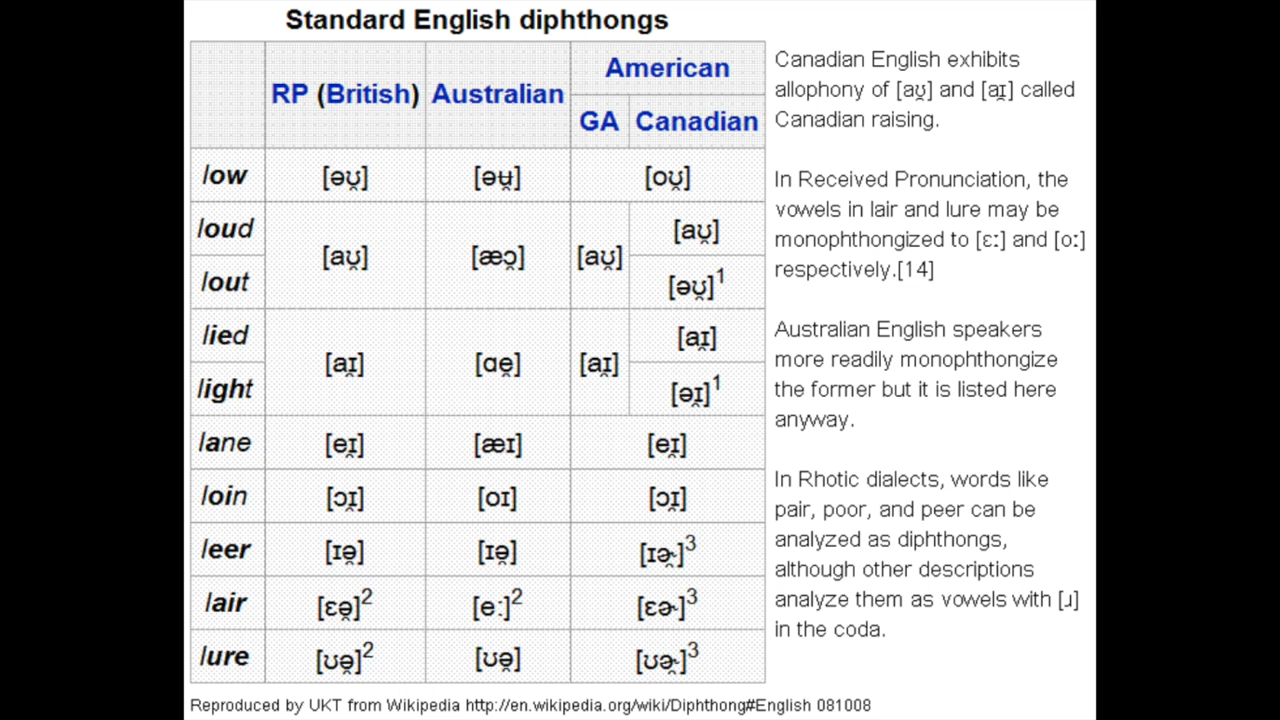 Standard English diphthongs
RP (British) Australian American
GA Canadian
low [əʊ̯] [əʉ̯] [oʊ̯]
loud [aʊ̯] [æɔ̯] [aʊ̯] [aʊ̯]
lout [əʊ̯]1
lied [aɪ̯] [ɑe̯] [aɪ̯] [aɪ̯]
light [əɪ̯]1
lane [eɪ̯] [æɪ] [eɪ̯]
loin [ɔɪ̯] [oɪ] [ɔɪ̯]
leer [ɪə̯] [ɪə̯] [ɪɚ̯]3
lair [ɛə̯]2 [eː]2 [ɛɚ̯]3
lure [ʊə̯]2 [ʊə̯] [ʊɚ̯]3
Canadian English exhibits
allophony of [aʊ̯] and [aɪ̯] called
Canadian raising.
In Received Pronunciation, the
vowels in lair and lure may be
monophthongized to [ɛː] and [oː]
respectively.[14]
Australian English speakers
more readily monophthongize
the former but it is listed here
anyway.
In Rhotic dialects, words like
pair, poor, and peer can be
analyzed as diphthongs,
although other descriptions
analyze them as vowels with [ɹ]
in the coda.
Reproduced by UKT from Wikipedia http://en.wikipedia.org/wiki/Diphthong#English 081008